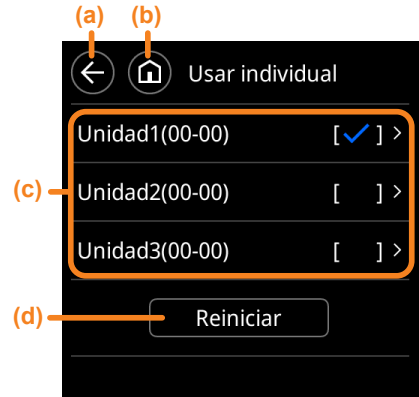 (a) (b)
Usar individual
(c)
Unidad1(00-00) [✓] >
Unidad2(00-00) [ ] >
Unidad3(00-00) [ ] >
(d)
Reiniciar